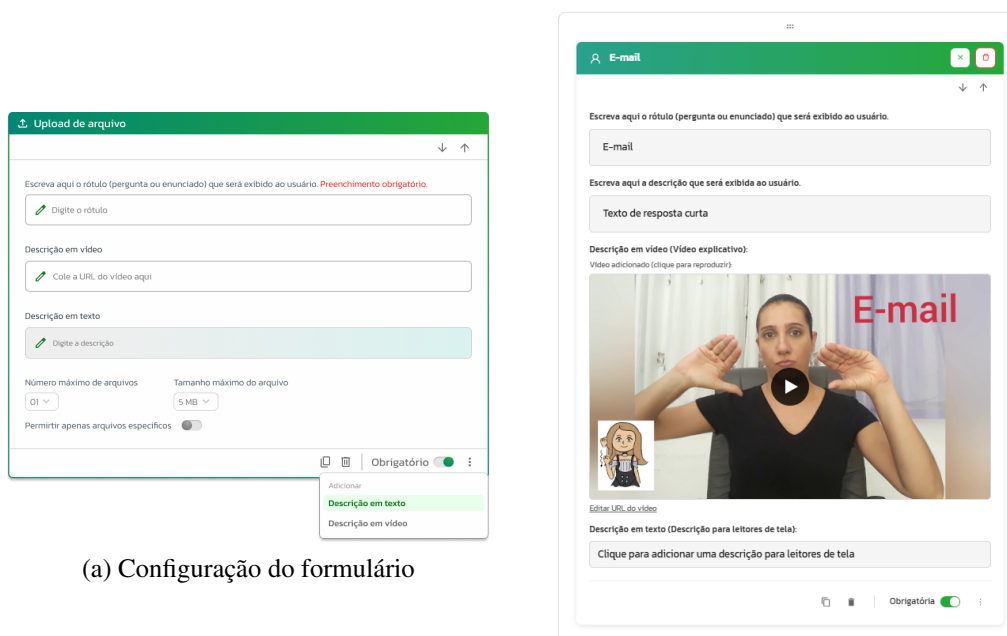 Upload de arquivo
Escreva aqui o rótulo (pergunta ou enunciado) que será exibido ao usuário. Preenchimento obrigatório.
Digite o rótulo
Descrição em vídeo
Cole a URL do vídeo aqui
Descrição em texto
Digite a descrição
Número máximo de arquivos
Tamanho máximo do arquivo
01
5 MB
Permirtir apenas arquivos especificos
Obrigatório
Adicionar
Descrição em texto
Descrição em vídeo
(a) Configuração do formulário
E-mail
Escreva aqui o rótulo (pergunta ou enunciado) que será exibido ao usuário.
E-mail
Escreva aqui a descrição que será exibida ao usuário.
Texto de resposta curta
Descrição em vídeo (Vídeo explicativo):
Vídeo adicionado (clique para reproduzir):
E-mail
Editar URL do vídeo
Descrição em texto (Descrição para leitores de tela):
Clique para adicionar uma descrição para leitores de tela
Obrigatória